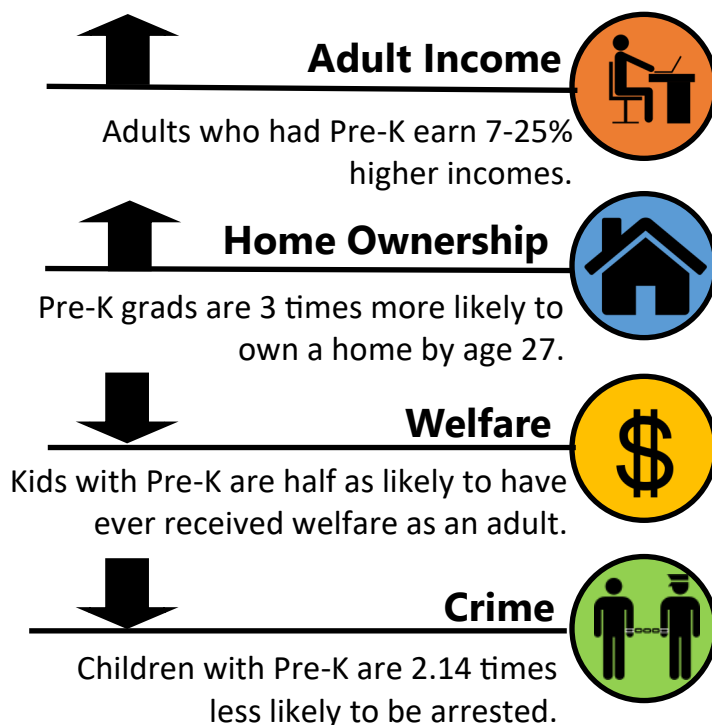 Adult Income
Adults who had Pre-K earn 7-25%
higher incomes.
Home Ownership
Pre-K grads are 3 times more likely to
own a home by age 27.
Welfare
$
Kids with Pre-K are half as likely to have
ever received welfare as an adult.
Crime
Children with Pre-K are 2.14 times
less likely to be arrested.